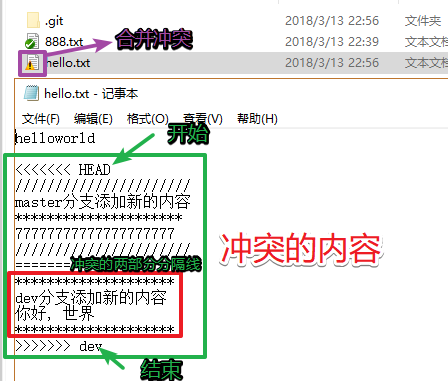 .git 2018/3/13 22:56 文件夹
888.txt 2018/3/13 22:39 文本文档
合并冲突
hello.txt 2018/3/13 22:56 文本文档
hello.txt - 记事本
文件(F) 编辑(E) 格式(O) 查看(V) 帮助(H)
helloworld
开始
<<<<<<< HEAD
//////////////////////
master分支添加新的内容
*********************
77777777777777777777
//////////////////////
冲突的内容
======= 冲突的两部分分隔线
********************
dev分支添加新的内容
你好, 世界
********************
>>>>>>> dev
结束